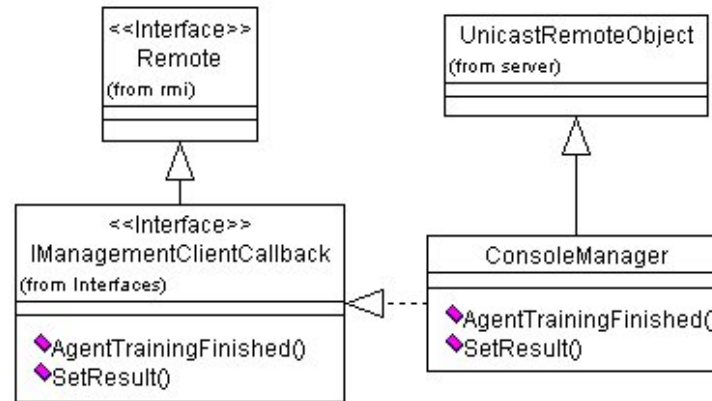 <<Interface>>
Remote
(from rmi)
UnicastRemoteObject
(from server)
<<Interface>>
IManagementClientCallback
(from Interfaces)
AgentTrainingFinished()
SetResult()
ConsoleManager
AgentTrainingFinished()
SetResult()